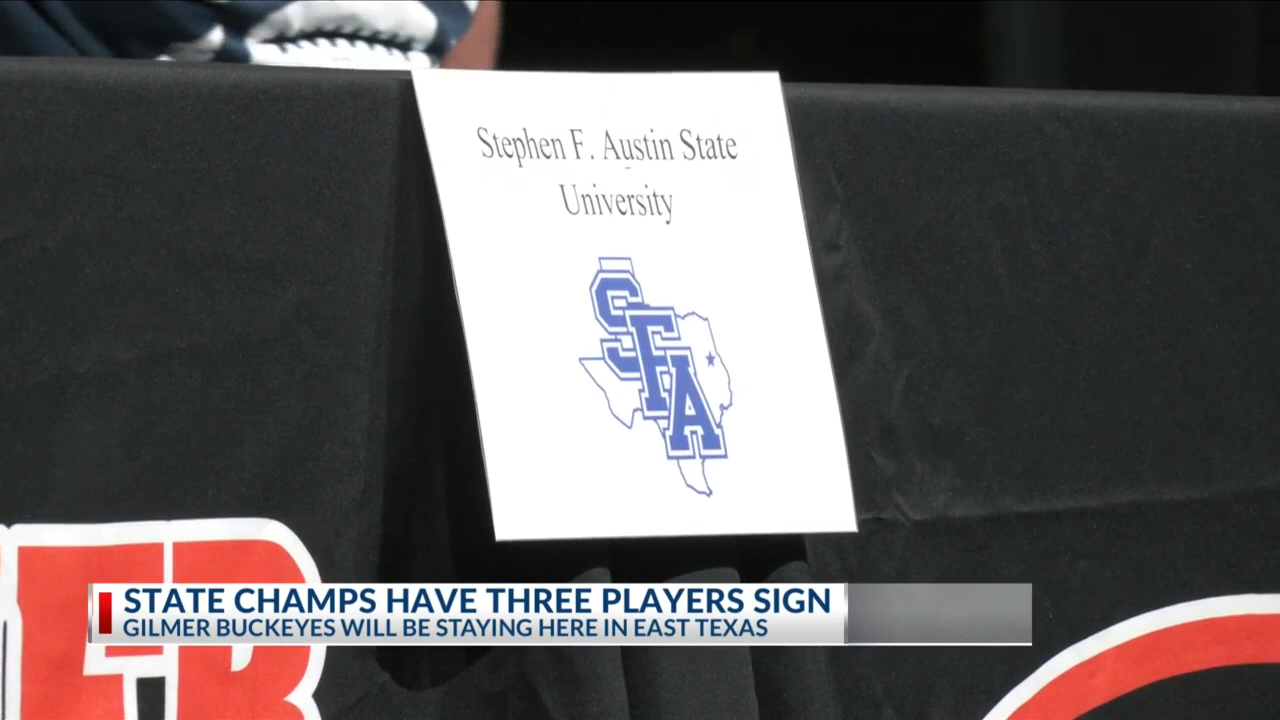 Stephen F. Austin State
University
SFA
ER
STATE CHAMPS HAVE THREE PLAYERS SIGN
GILMER BUCKEYES WILL BE STAYING HERE IN EAST TEXAS